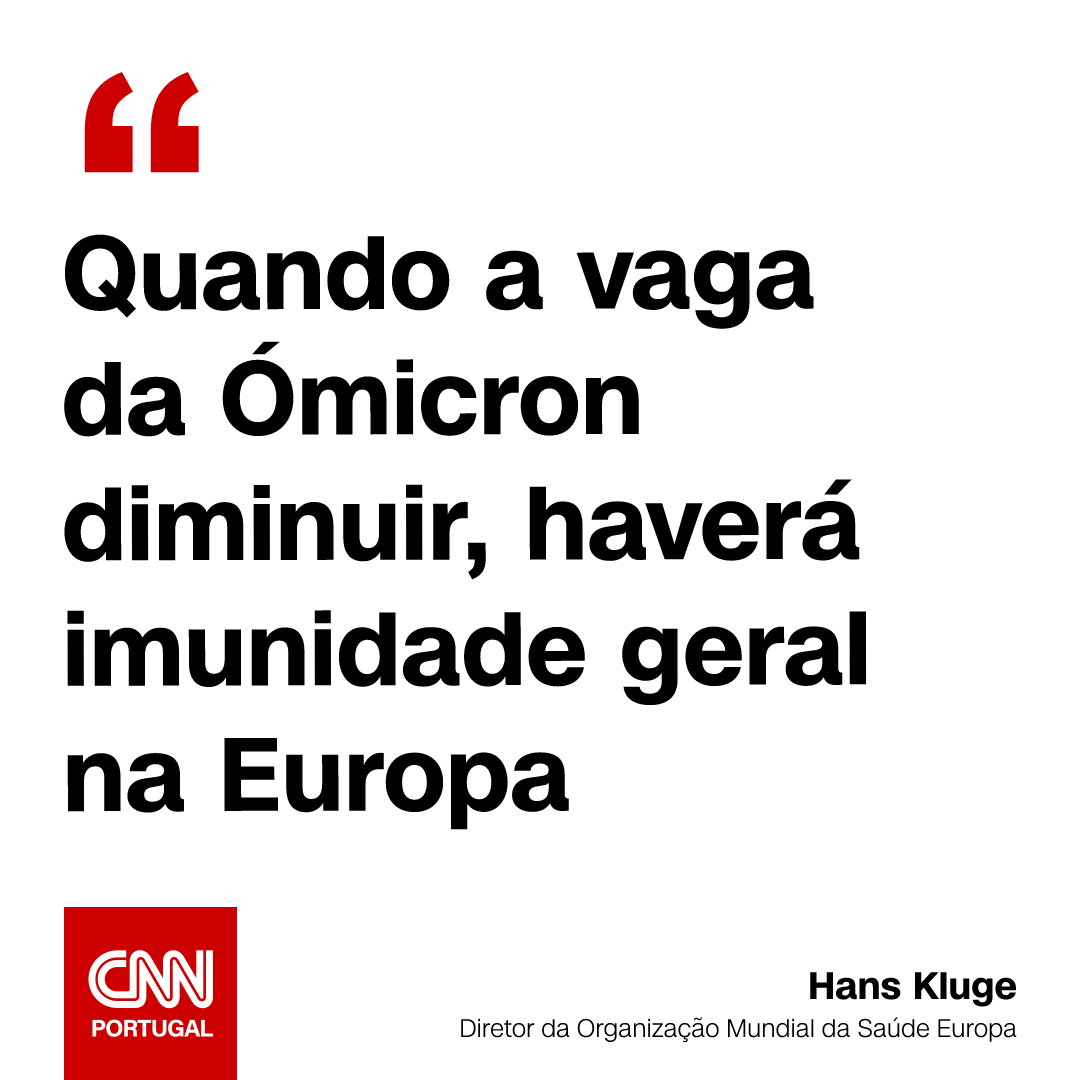 “
Quando a vaga
da Ómicron
diminuir, haverá
imunidade geral
na Europa
CNN
PORTUGAL
Hans Kluge
Diretor da Organização Mundial da Saúde Europa